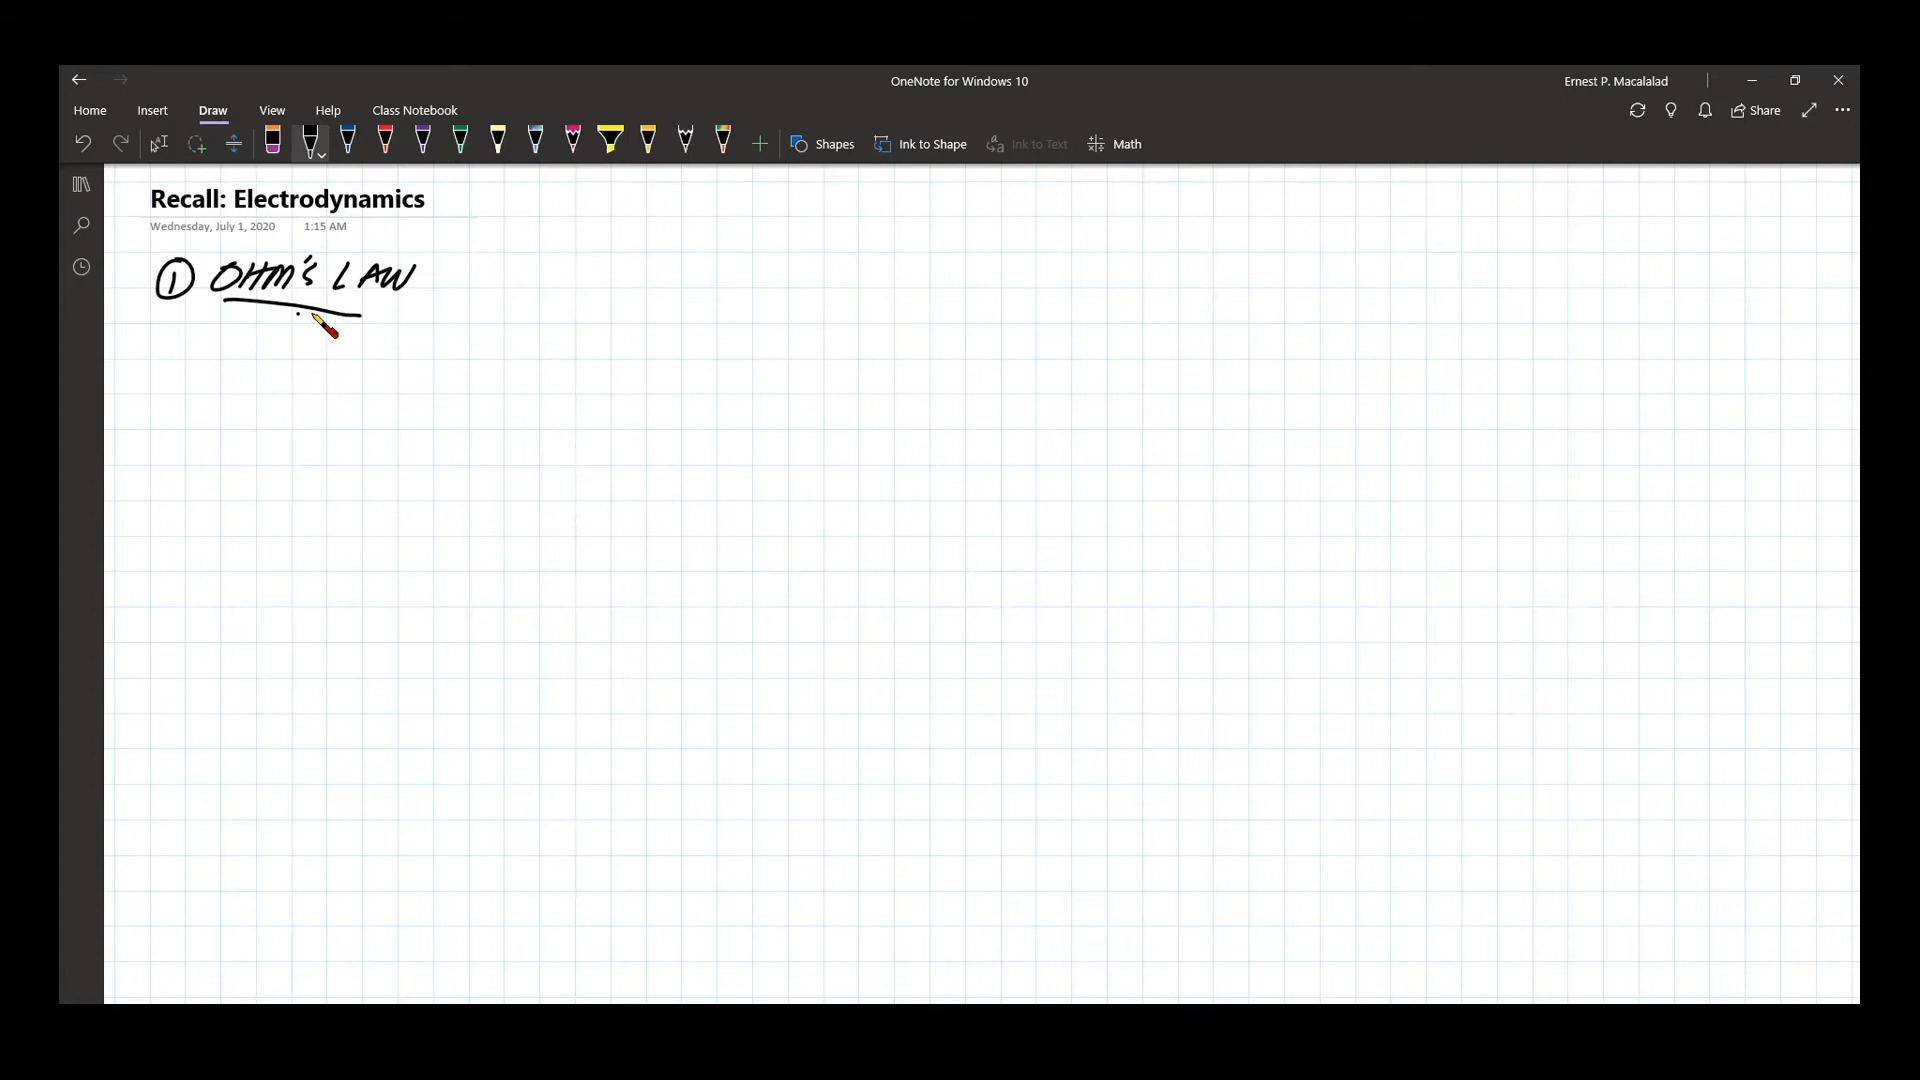 OneNote for Windows 10
Ernest P. Macalalad
Home Insert Draw View Help Class Notebook
Share
Shapes Ink to Shape Ink to Text Math
Recall: Electrodynamics
Wednesday, July 1, 2020 1:15 AM
① OHM'S LAW